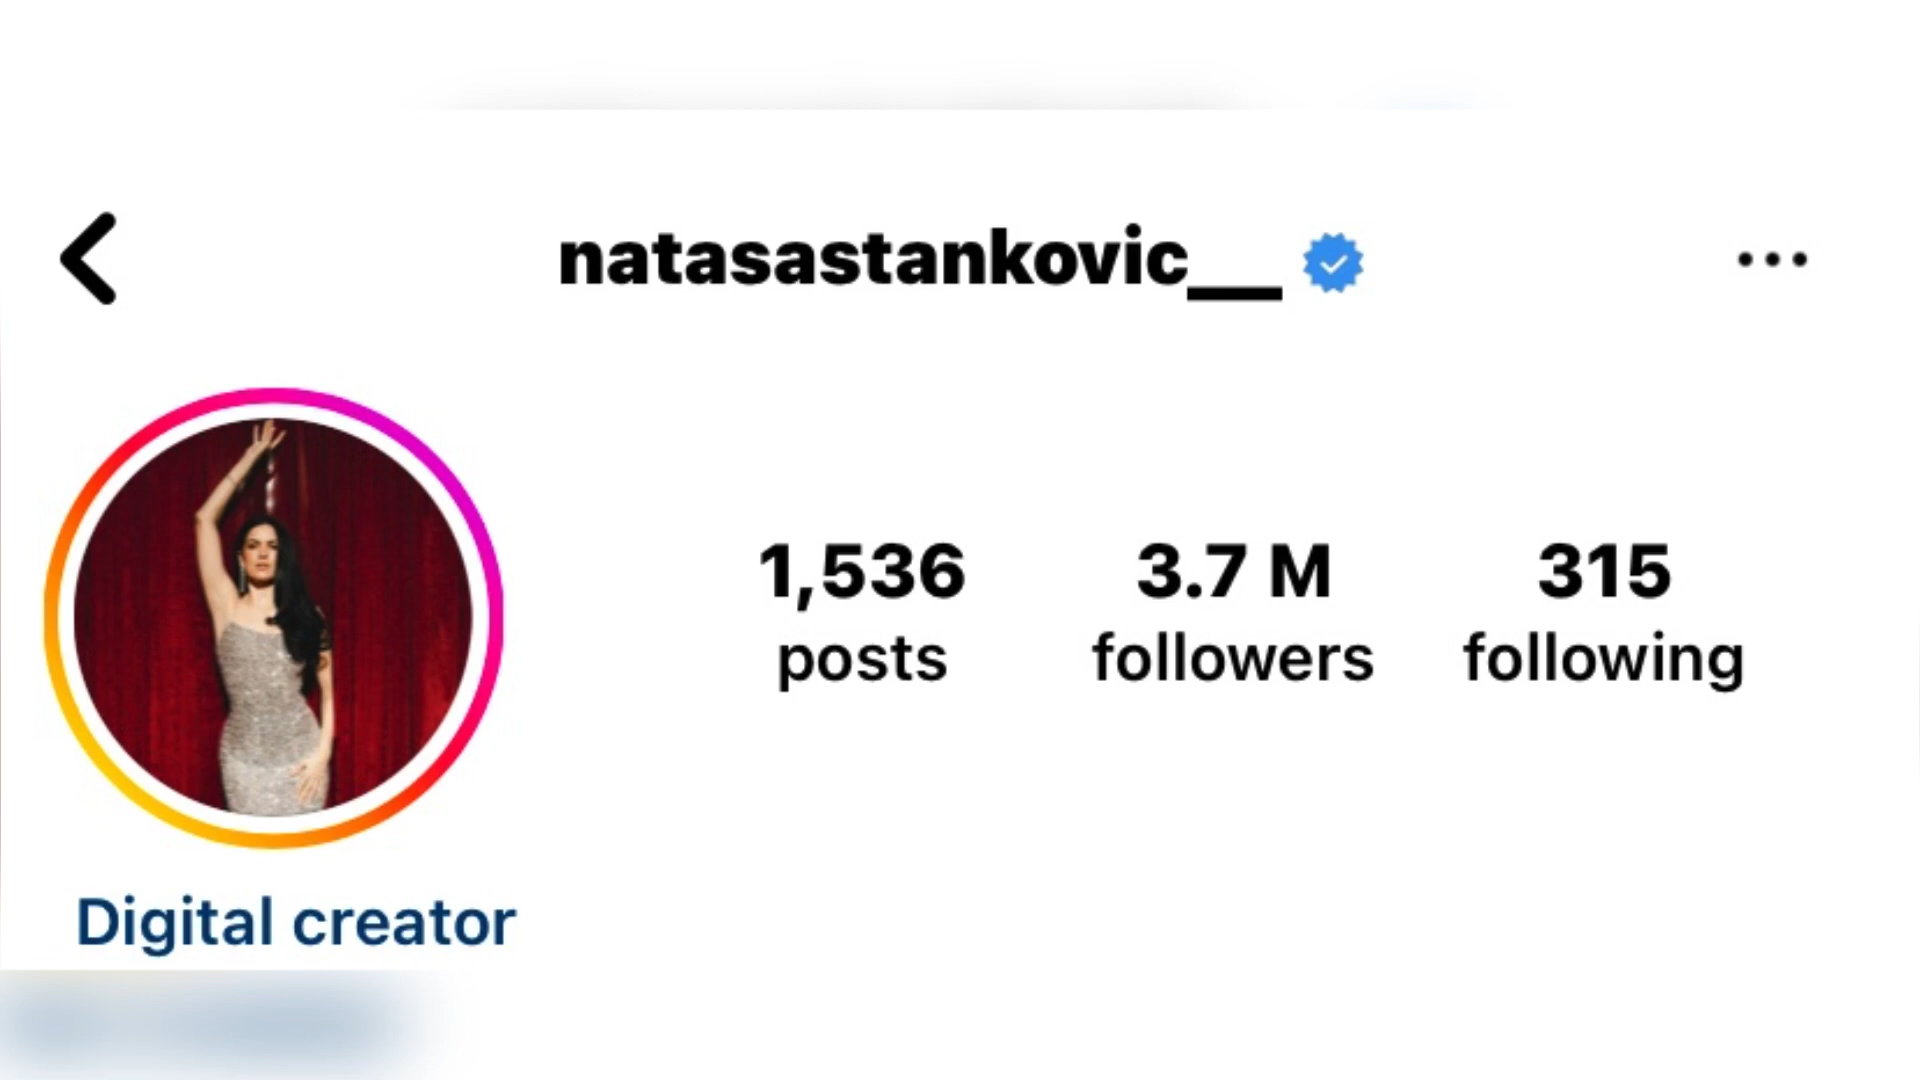 natasastankovic__
1,536 3.7 M 315
posts followers following
Digital creator